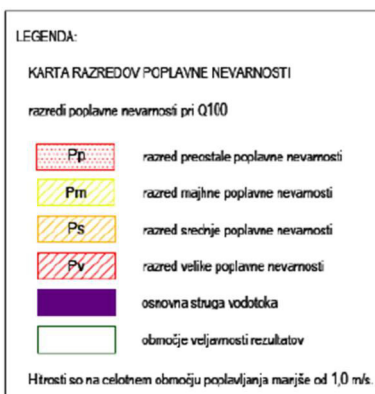 LEGENDA:
KARTA RAZREDOV POPLAVNE NEVARNOSTI
razredi poplavne nevarnosti pri Q100
Pp razred preostale poplavne nevarnosti
Pm razred majhne poplavne nevarnosti
Ps razred srednje poplavne nevarnosti
Pv razred velike poplavne nevarnosti
osnovna struga vodotoka
območje veljavnosti rezultatov
Hitrosti so na celotnem območju poplavljanja manjše od 1,0 m/s.